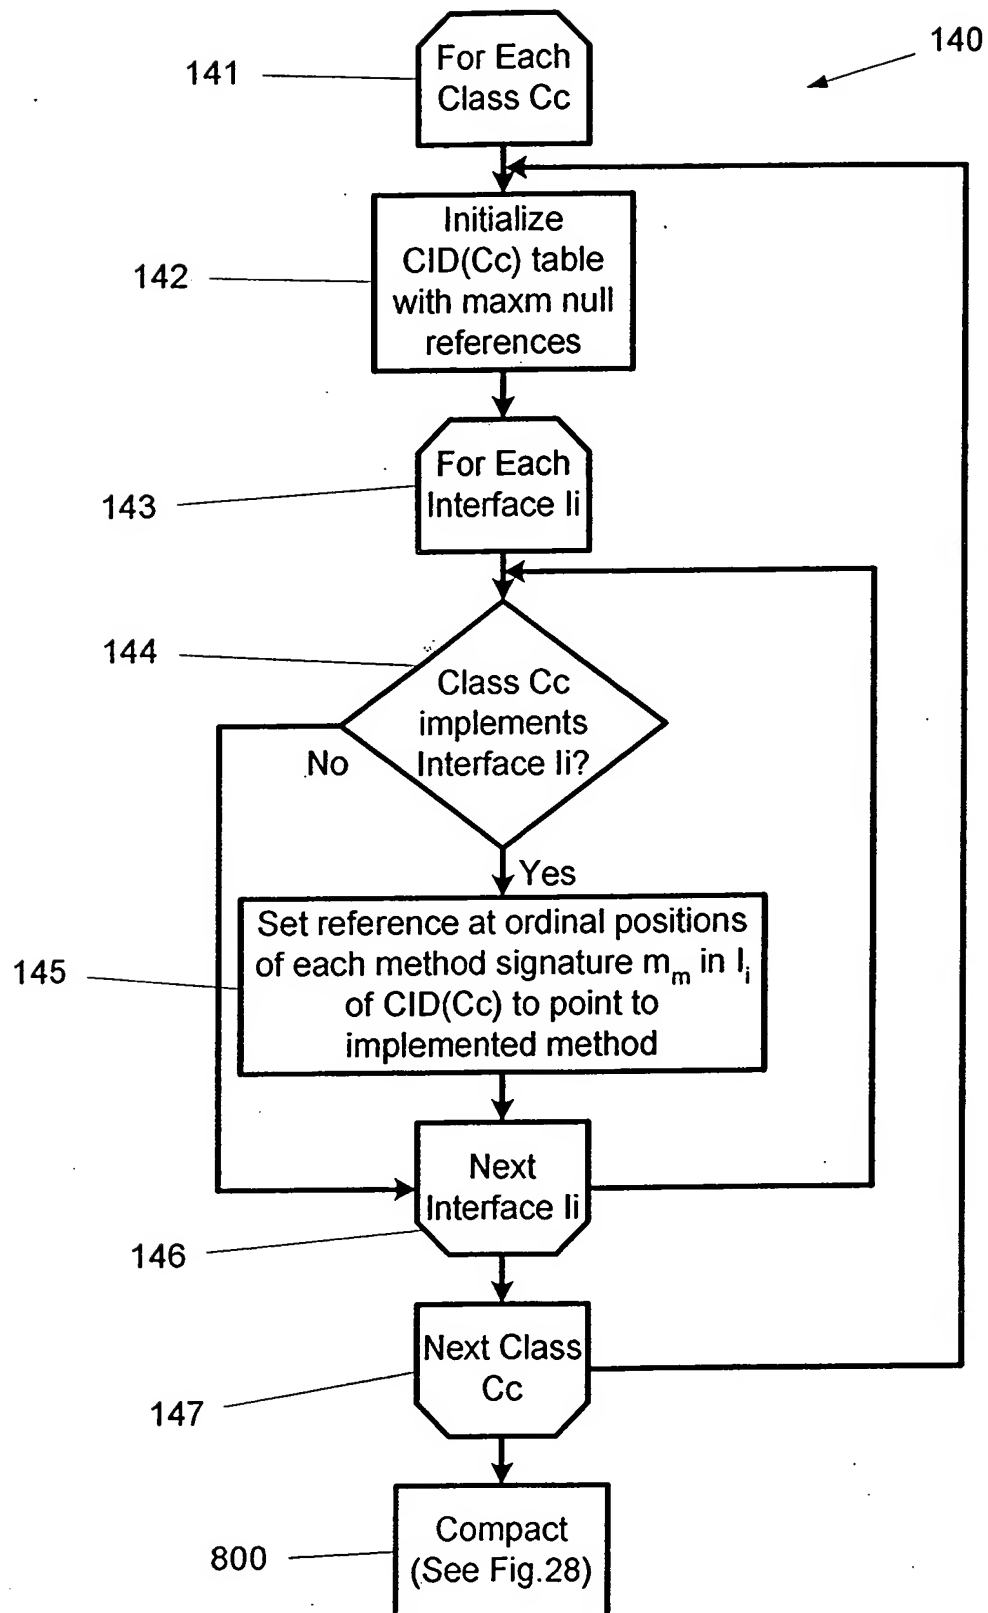 140
141
For Each
Class Cc
142
Initialize
CID(Cc) table
with maxm null
references
143
For Each
Interface Ii
144
Class Cc
implements
Interface Ii?
No
Yes
145
Set reference at ordinal positions
of each method signature mm in Ii
of CID(Cc) to point to
implemented method
Next
Interface Ii
146
Next Class
Cc
147
800
Compact
(See Fig.28)